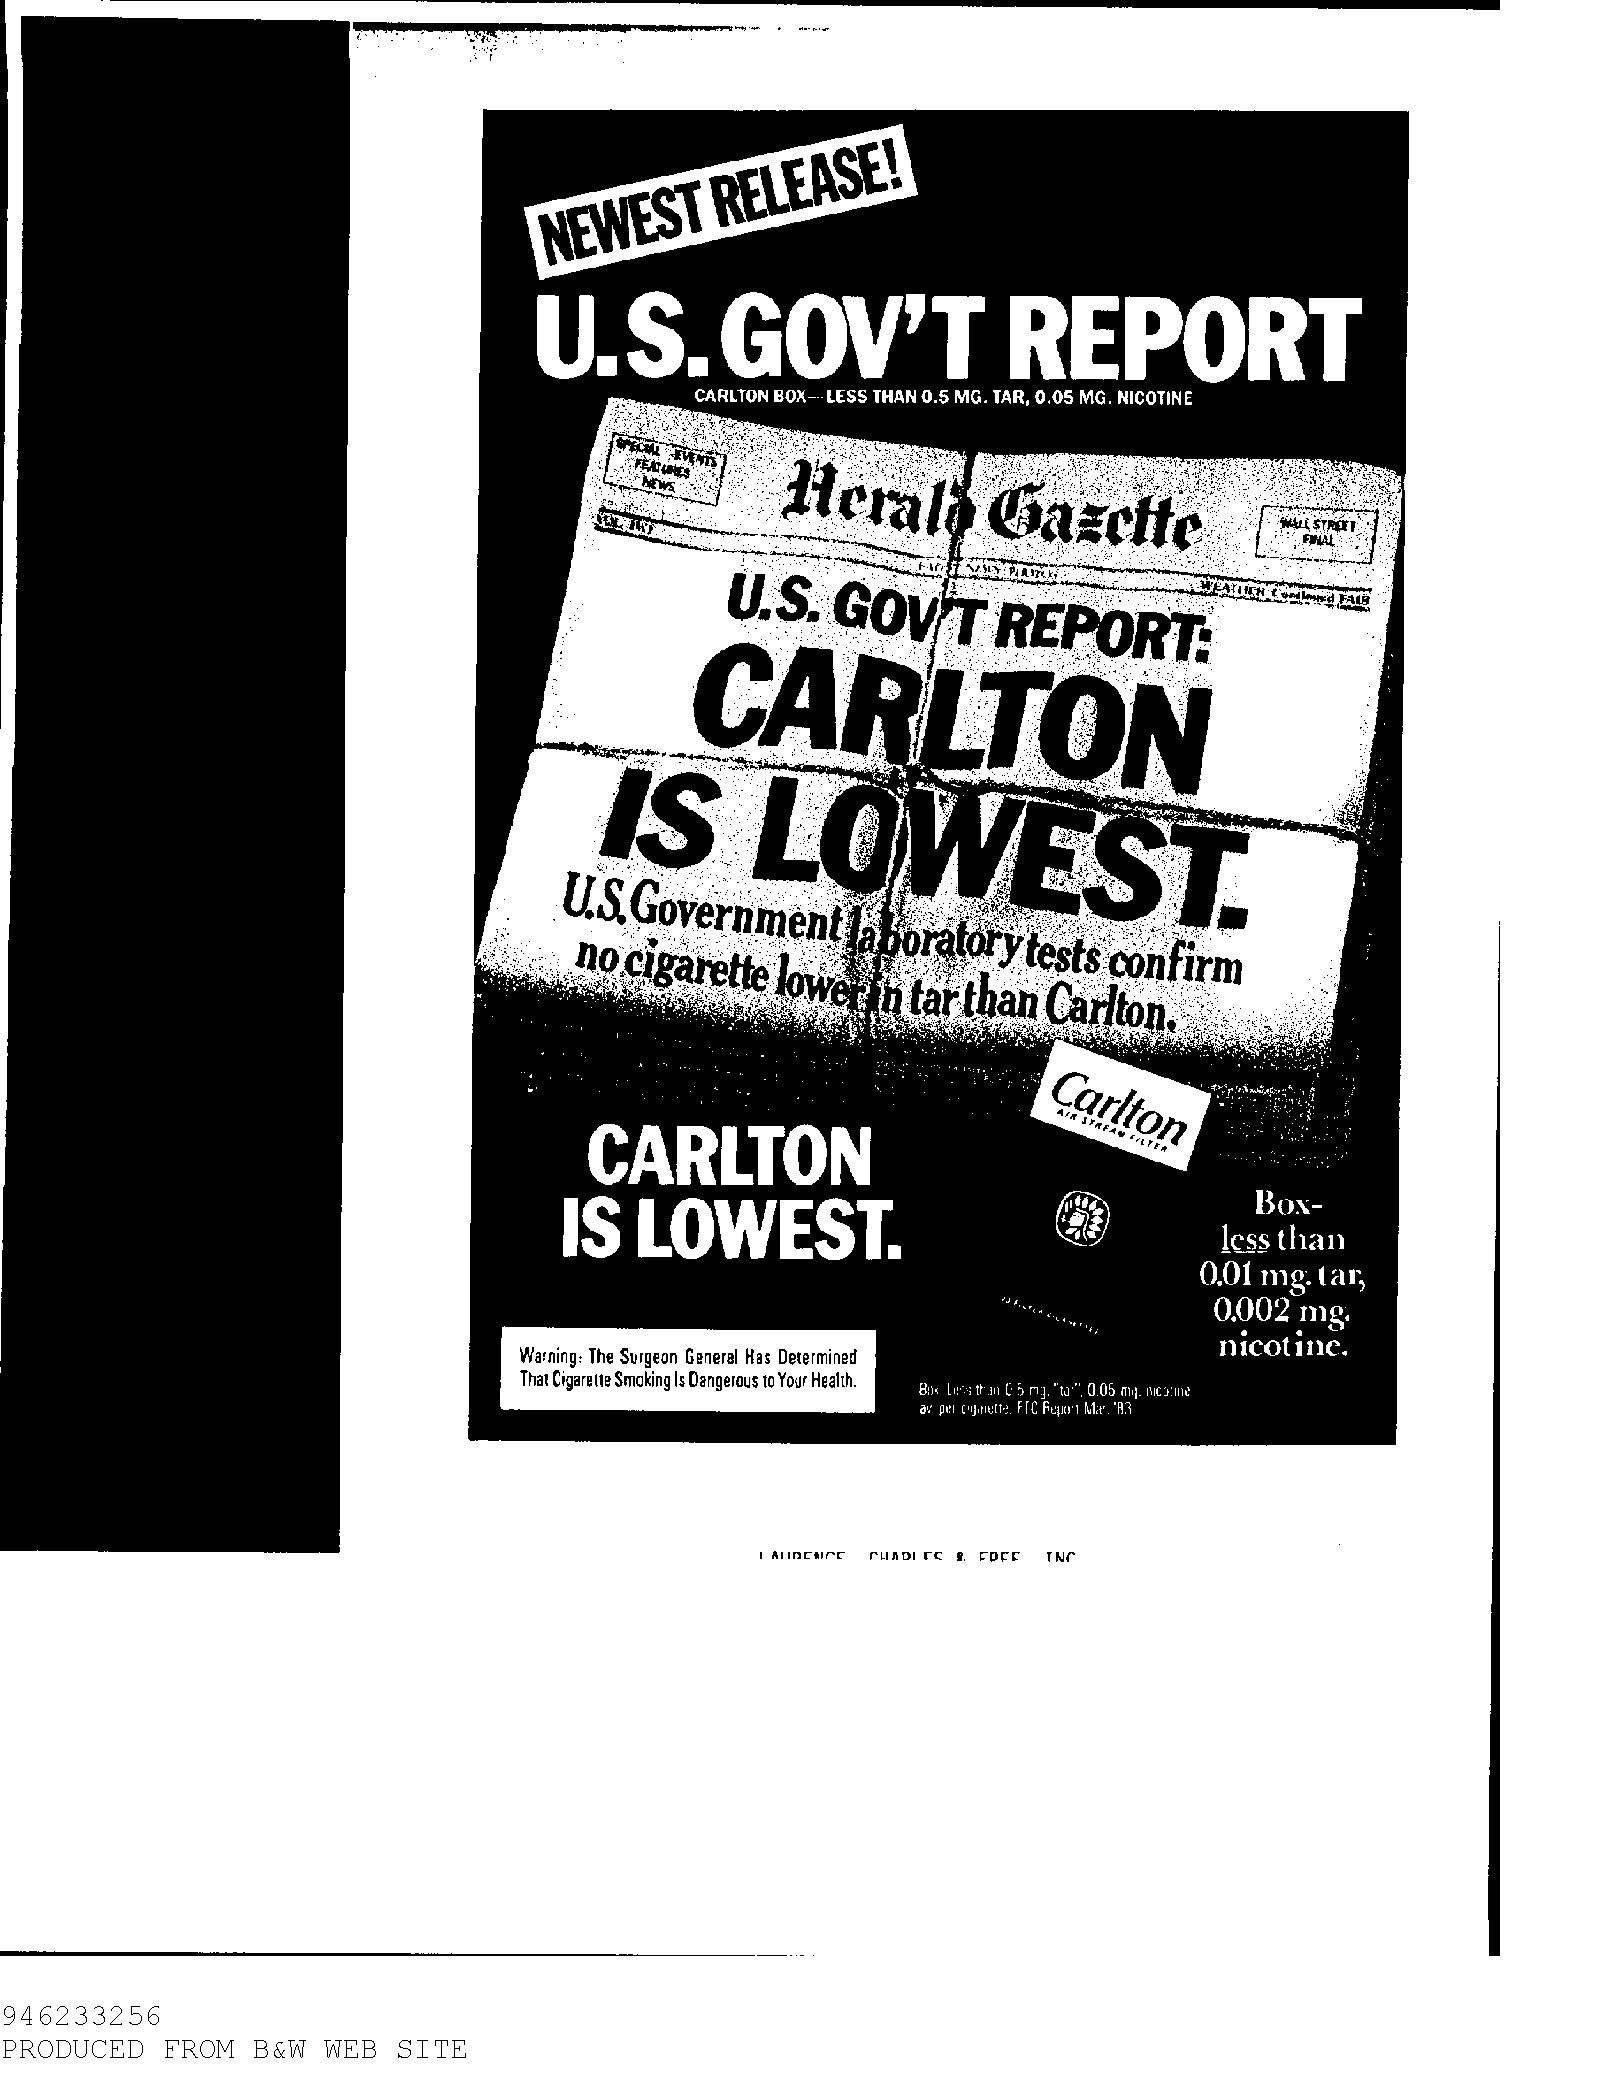 NEWEST RELEASE!
U.S. GOV'T REPORT
CARLTON BOX—LESS THAN 0.5 MG. TAR, 0.05 MG. NICOTINE
SPECIAL EVENTS
FEATURES
NEWS
Herald Gazette
WALL STREET
FINAL
WEATHER Continued FAIR
U.S. GOV'T REPORT:
CARLTON
IS LOWEST.
U.S. Government laboratory tests confirm
no cigarette lower in tar than Carlton.
Carlton
AIR STREAM FILTER
CARLTON
IS LOWEST.
Box-
less than
0.01 mg. tar,
0.002 mg.
nicotine.
Warning: The Surgeon General Has Determined
That Cigarette Smoking Is Dangerous to Your Health.
Box Less than 0.5 mg. "tar", 0.05 mg. nicotine
av. per cigarette, FTC Report Mar. '83
LAURENCE, CHARLES & FREE, INC
946233256
PRODUCED FROM B&W WEB SITE